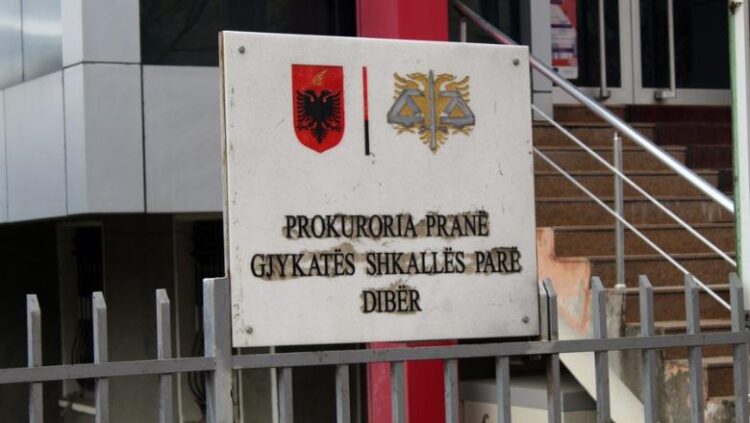 PROKURORIA PRANË
GJYKATËS SHKALLËS PARË
DIBËR